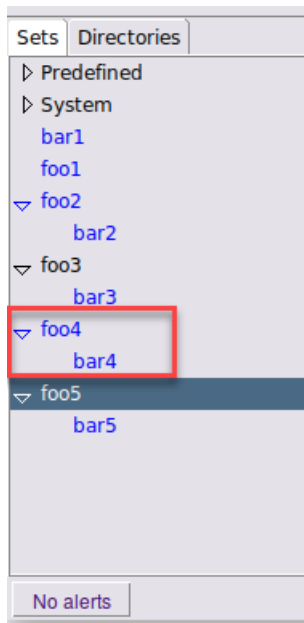 Sets Directories
Predefined
System
bar1
foo1
foo2
bar2
foo3
bar3
foo4
bar4
foo5
bar5
No alerts